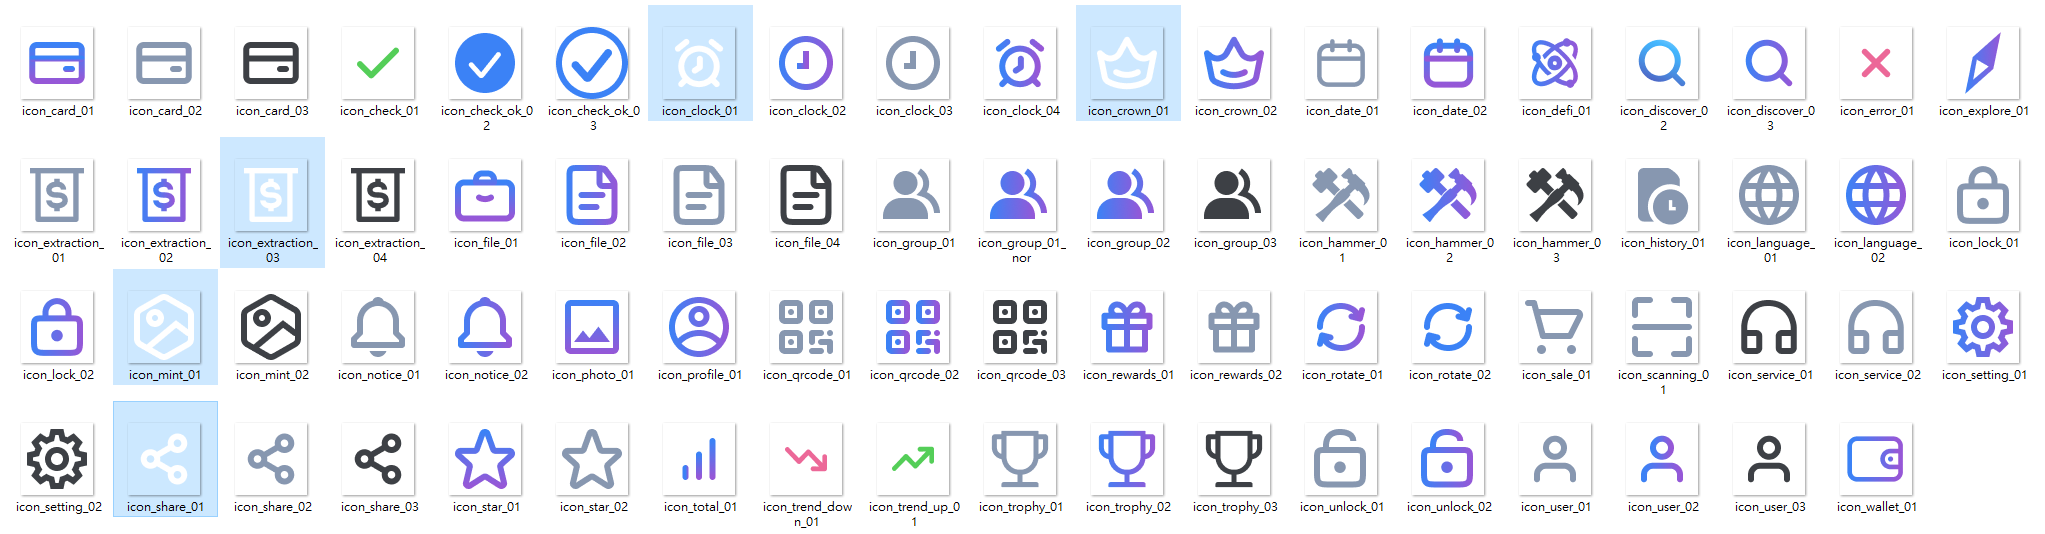 icon_card_01
icon_card_02
icon_card_03
icon_check_01
icon_check_ok_0
2
icon_check_ok_0
3
icon_clock_01
icon_clock_02
icon_clock_03
icon_clock_04
icon_crown_01
icon_crown_02
icon_date_01
icon_date_02
icon_defi_01
icon_discover_0
2
icon_discover_0
3
icon_error_01
icon_explore_01
icon_extraction_
01
icon_extraction_
02
icon_extraction_
03
icon_extraction_
04
icon_file_01
icon_file_02
icon_file_03
icon_file_04
icon_group_01
icon_group_01_
nor
icon_group_02
icon_group_03
icon_hammer_0
1
icon_hammer_0
2
icon_hammer_0
3
icon_history_01
icon_language_
01
icon_language_
02
icon_lock_01
icon_lock_02
icon_mint_01
icon_mint_02
icon_notice_01
icon_notice_02
icon_photo_01
icon_profile_01
icon_qrcode_01
icon_qrcode_02
icon_qrcode_03
icon_rewards_01
icon_rewards_02
icon_rotate_01
icon_rotate_02
icon_sale_01
icon_scanning_0
1
icon_service_01
icon_service_02
icon_setting_01
icon_setting_02
icon_share_01
icon_share_02
icon_share_03
icon_star_01
icon_star_02
icon_total_01
icon_trend_dow
n_01
icon_trend_up_0
1
icon_trophy_01
icon_trophy_02
icon_trophy_03
icon_unlock_01
icon_unlock_02
icon_user_01
icon_user_02
icon_user_03
icon_wallet_01